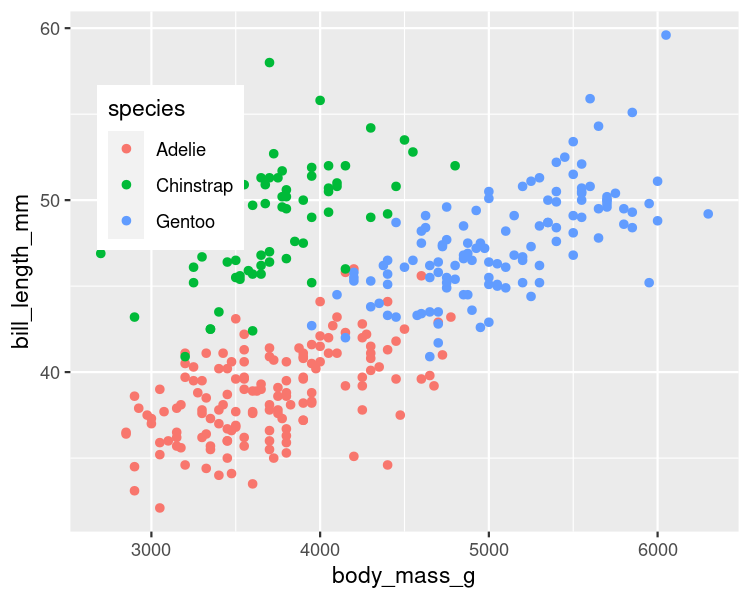 60
species
Adelie
Chinstrap
Gentoo
50
40
bill_length_mm
3000 4000 5000 6000
body_mass_g